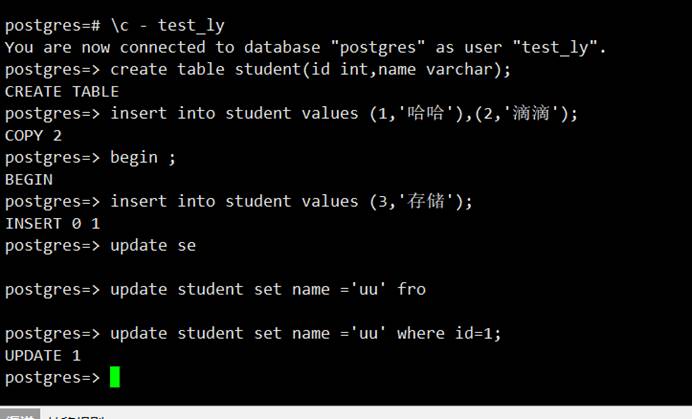 postgres=# \c - test_ly
You are now connected to database "postgres" as user "test_ly".
postgres=> create table student(id int,name varchar);
CREATE TABLE
postgres=> insert into student values (1,'哈哈'),(2,'滴滴');
COPY 2
postgres=> begin ;
BEGIN
postgres=> insert into student values (3,'存储');
INSERT 0 1
postgres=> update se
postgres=> update student set name ='uu' fro
postgres=> update student set name ='uu' where id=1;
UPDATE 1
postgres=>